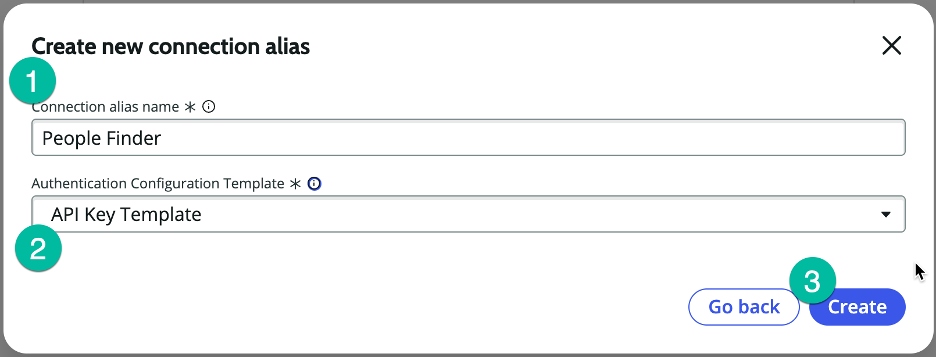 Create new connection alias
1
Connection alias name *
People Finder
Authentication Configuration Template *
API Key Template
2
3
Go back
Create